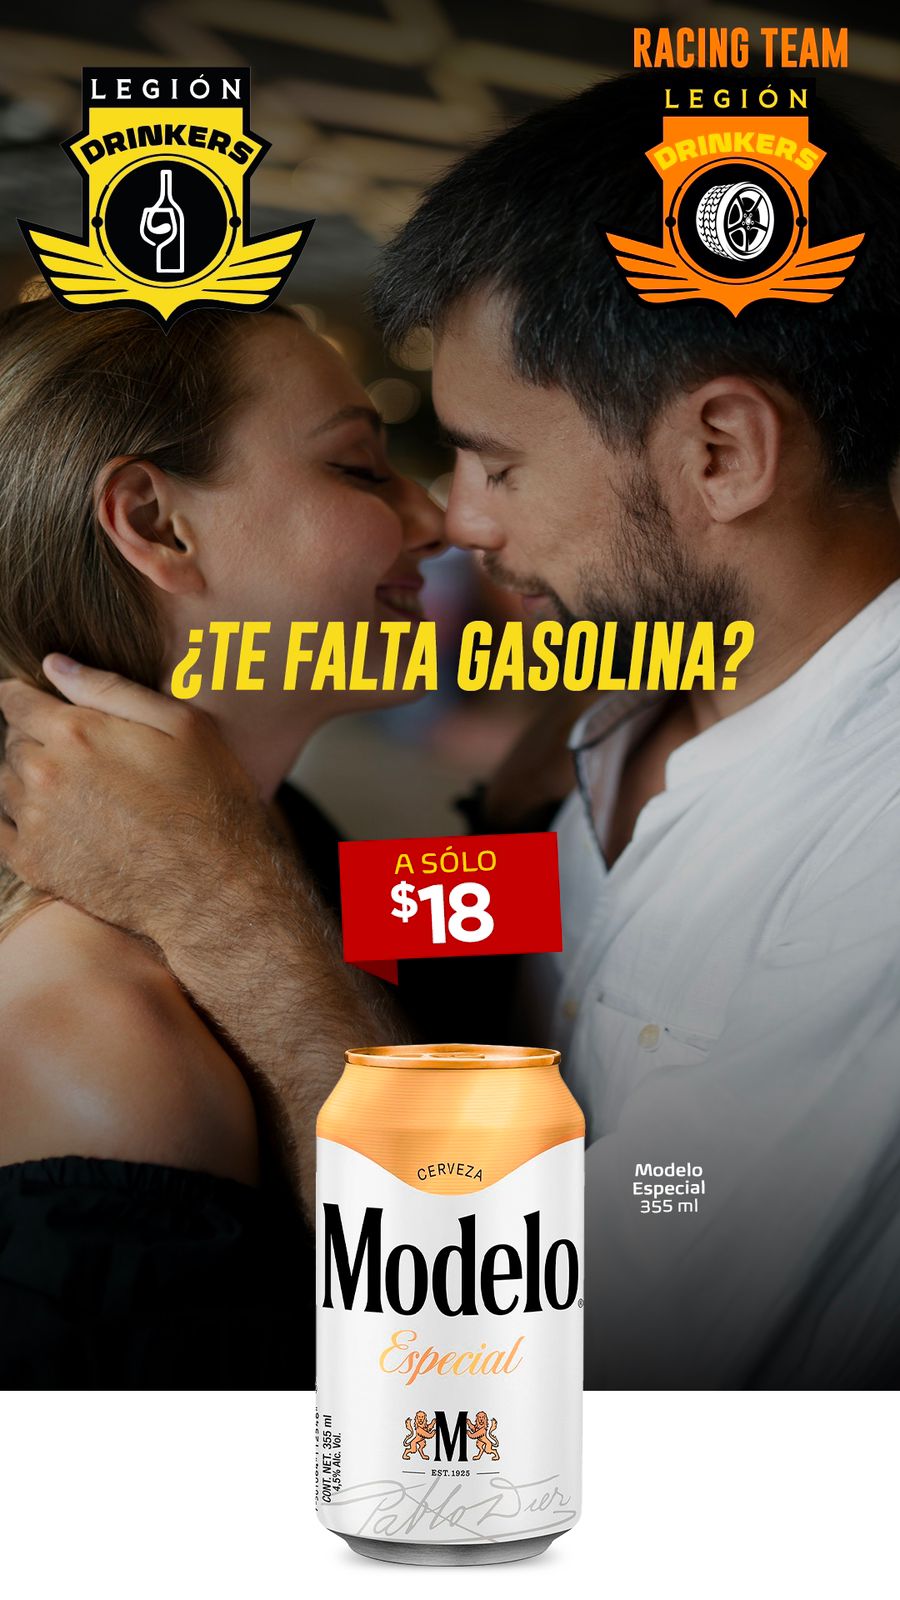 RACING TEAM
LEGIÓN
DRINKERS
LEGIÓN
DRINKERS
¿TE FALTA GASOLINA?
A SÓLO
$18
Modelo
Especial
355 ml
CERVEZA
Modelo
Especial
M
EST. 1925
CONT. NET. 355 ml
4,5% Alc. Vol.